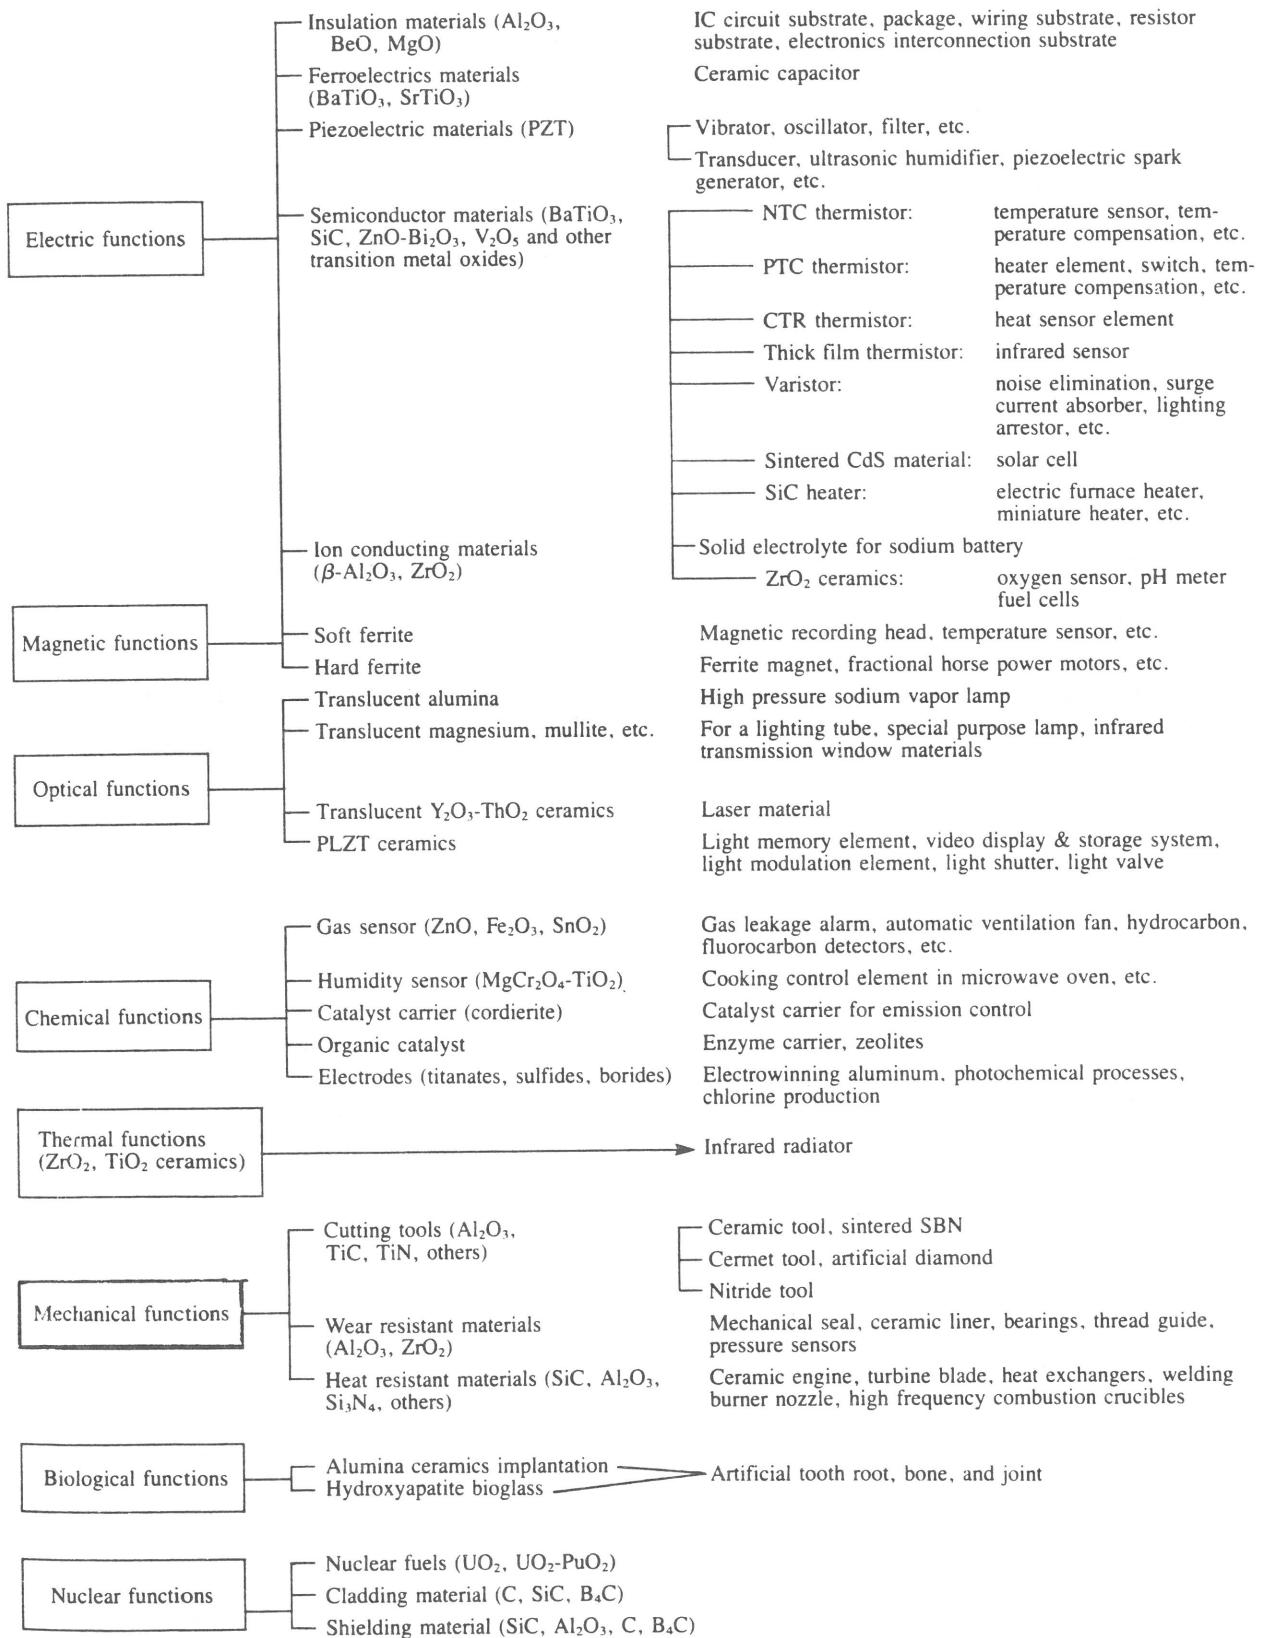 Insulation materials (Al₂O₃, BeO, MgO)
IC circuit substrate, package, wiring substrate, resistor
substrate, electronics interconnection substrate
Ferroelectrics materials
(BaTiO₃, SrTiO₃)
Ceramic capacitor
Piezoelectric materials (PZT)
Vibrator, oscillator, filter, etc.
Transducer, ultrasonic humidifier, piezoelectric spark
generator, etc.
Electric functions
Semiconductor materials (BaTiO₃,
SiC, ZnO-Bi₂O₃, V₂O₅ and other
transition metal oxides)
NTC thermistor: temperature sensor, tem-
perature compensation, etc.
PTC thermistor: heater element, switch, tem-
perature compensation, etc.
CTR thermistor: heat sensor element
Thick film thermistor: infrared sensor
Varistor: noise elimination, surge
current absorber, lighting
arrestor, etc.
Sintered CdS material: solar cell
SiC heater: electric furnace heater,
miniature heater, etc.
Ion conducting materials
(β-Al₂O₃, ZrO₂)
Solid electrolyte for sodium battery
ZrO₂ ceramics: oxygen sensor, pH meter
fuel cells
Magnetic functions
Soft ferrite
Magnetic recording head, temperature sensor, etc.
Hard ferrite
Ferrite magnet, fractional horse power motors, etc.
Translucent alumina
High pressure sodium vapor lamp
Translucent magnesium, mullite, etc.
For a lighting tube, special purpose lamp, infrared
transmission window materials
Optical functions
Translucent Y₂O₃-ThO₂ ceramics
Laser material
PLZT ceramics
Light memory element, video display & storage system,
light modulation element, light shutter, light valve
Gas sensor (ZnO, Fe₂O₃, SnO₂)
Gas leakage alarm, automatic ventilation fan, hydrocarbon,
fluorocarbon detectors, etc.
Humidity sensor (MgCr₂O₄-TiO₂)
Cooking control element in microwave oven, etc.
Chemical functions
Catalyst carrier (cordierite)
Catalyst carrier for emission control
Organic catalyst
Enzyme carrier, zeolites
Electrodes (titanates, sulfides, borides)
Electrowinning aluminum, photochemical processes,
chlorine production
Thermal functions
(ZrO₂, TiO₂ ceramics)
Infrared radiator
Cutting tools (Al₂O₃,
TiC, TiN, others)
Ceramic tool, sintered SBN
Cermet tool, artificial diamond
Nitride tool
Mechanical functions
Wear resistant materials
(Al₂O₃, ZrO₂)
Mechanical seal, ceramic liner, bearings, thread guide,
pressure sensors
Heat resistant materials (SiC, Al₂O₃,
Si₃N₄, others)
Ceramic engine, turbine blade, heat exchangers, welding
burner nozzle, high frequency combustion crucibles
Biological functions
Alumina ceramics implantation
Hydroxyapatite bioglass
Artificial tooth root, bone, and joint
Nuclear functions
Nuclear fuels (UO₂, UO₂-PuO₂)
Cladding material (C, SiC, B₄C)
Shielding material (SiC, Al₂O₃, C, B₄C)